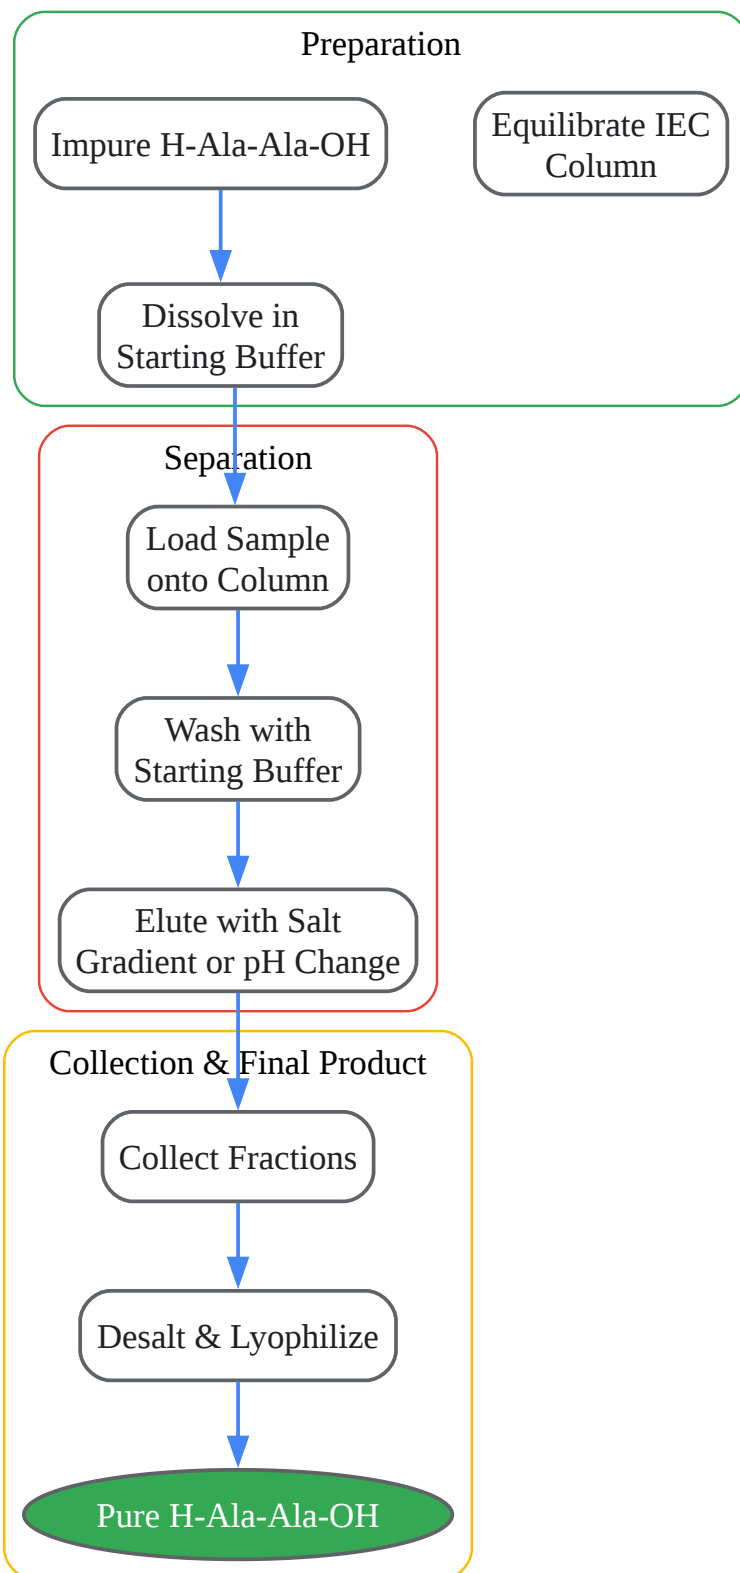 Preparation
Impure H-Ala-Ala-OH
Equilibrate IEC
Column
Dissolve in
Starting Buffer
Separation
Load Sample
onto Column
Wash with
Starting Buffer
Elute with Salt
Gradient or pH Change
Collection & Final Product
Collect Fractions
Desalt & Lyophilize
Pure H-Ala-Ala-OH